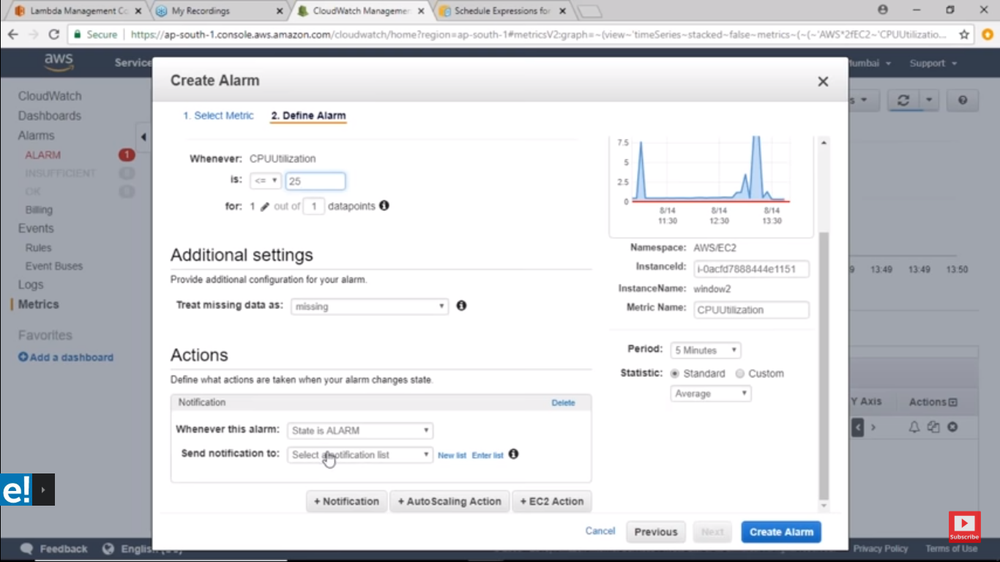 Lambda Management Co
My Recordings
CloudWatch Managemen
Schedule Expressions for
Secure
https://ap-south-1.console.aws.amazon.com/cloudwatch/home?region=ap-south-1#metricsV2:graph=~(view~'timeSeries~stacked~false~metrics~(~(~'AWS*2fEC2~'CPUUtilizatio...
aws
Service
umbai
Support
Create Alarm
CloudWatch
Dashboards
Alarms
ALARM 1
INSUFFICIENT
OK
Billing
Events
Rules
Event Buses
Logs
Metrics
Favorites
Add a dashboard
1. Select Metric
2. Define Alarm
Whenever: CPUUtilization
is: <= 25
for: 1 out of 1 datapoints
Additional settings
Provide additional configuration for your alarm.
Treat missing data as: missing
Actions
Define what actions are taken when your alarm changes state.
Notification
Delete
Whenever this alarm: State is ALARM
Send notification to: Select a notification list New list Enter list
+ Notification
+ AutoScaling Action
+ EC2 Action
7.5
5
2.5
0
8/14 8/14 8/14
11:30 12:30 13:30
Namespace: AWS/EC2
InstanceId: i-0acfd7888444e1151
InstanceName: window2
Metric Name: CPUUtilization
Period: 5 Minutes
Statistic: Standard Custom
Average
9 13:49 13:49 13:50
Y Axis Actions
Cancel
Previous
Next
Create Alarm
e!
Subscribe
Feedback
English
Privacy Policy
Terms of Use